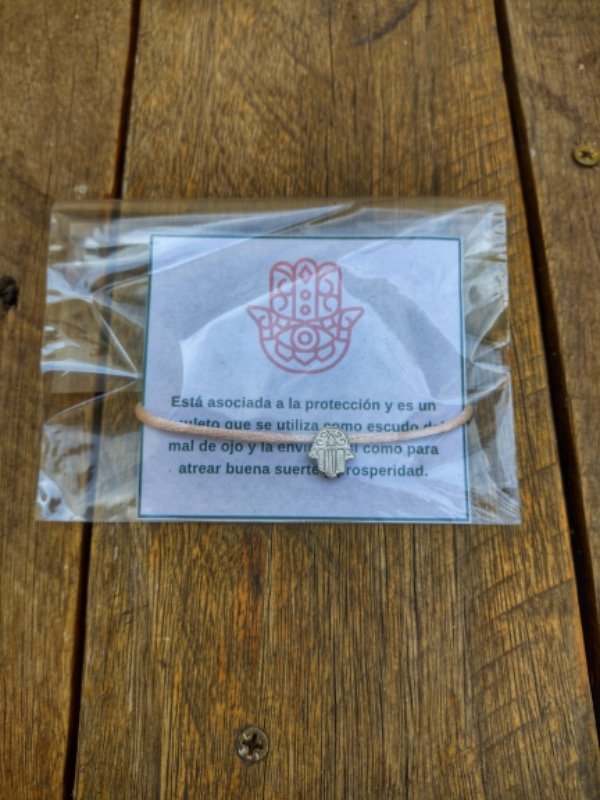 Está asociada a la protección y es un
que se utiliza como escudo
mal de ojo y la como para
atrear buena suerte prosperidad.